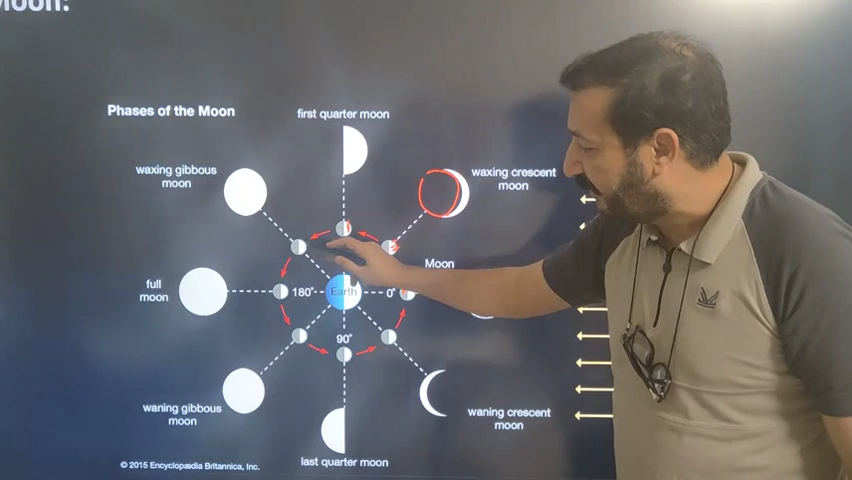 Moon:
Phases of the Moon
first quarter moon
waxing gibbous
moon
waxing crescent
moon
Moon
full
moon
180°
Earth
0°
90°
waning gibbous
moon
waning crescent
moon
last quarter moon
© 2015 Encyclopædia Britannica, Inc.